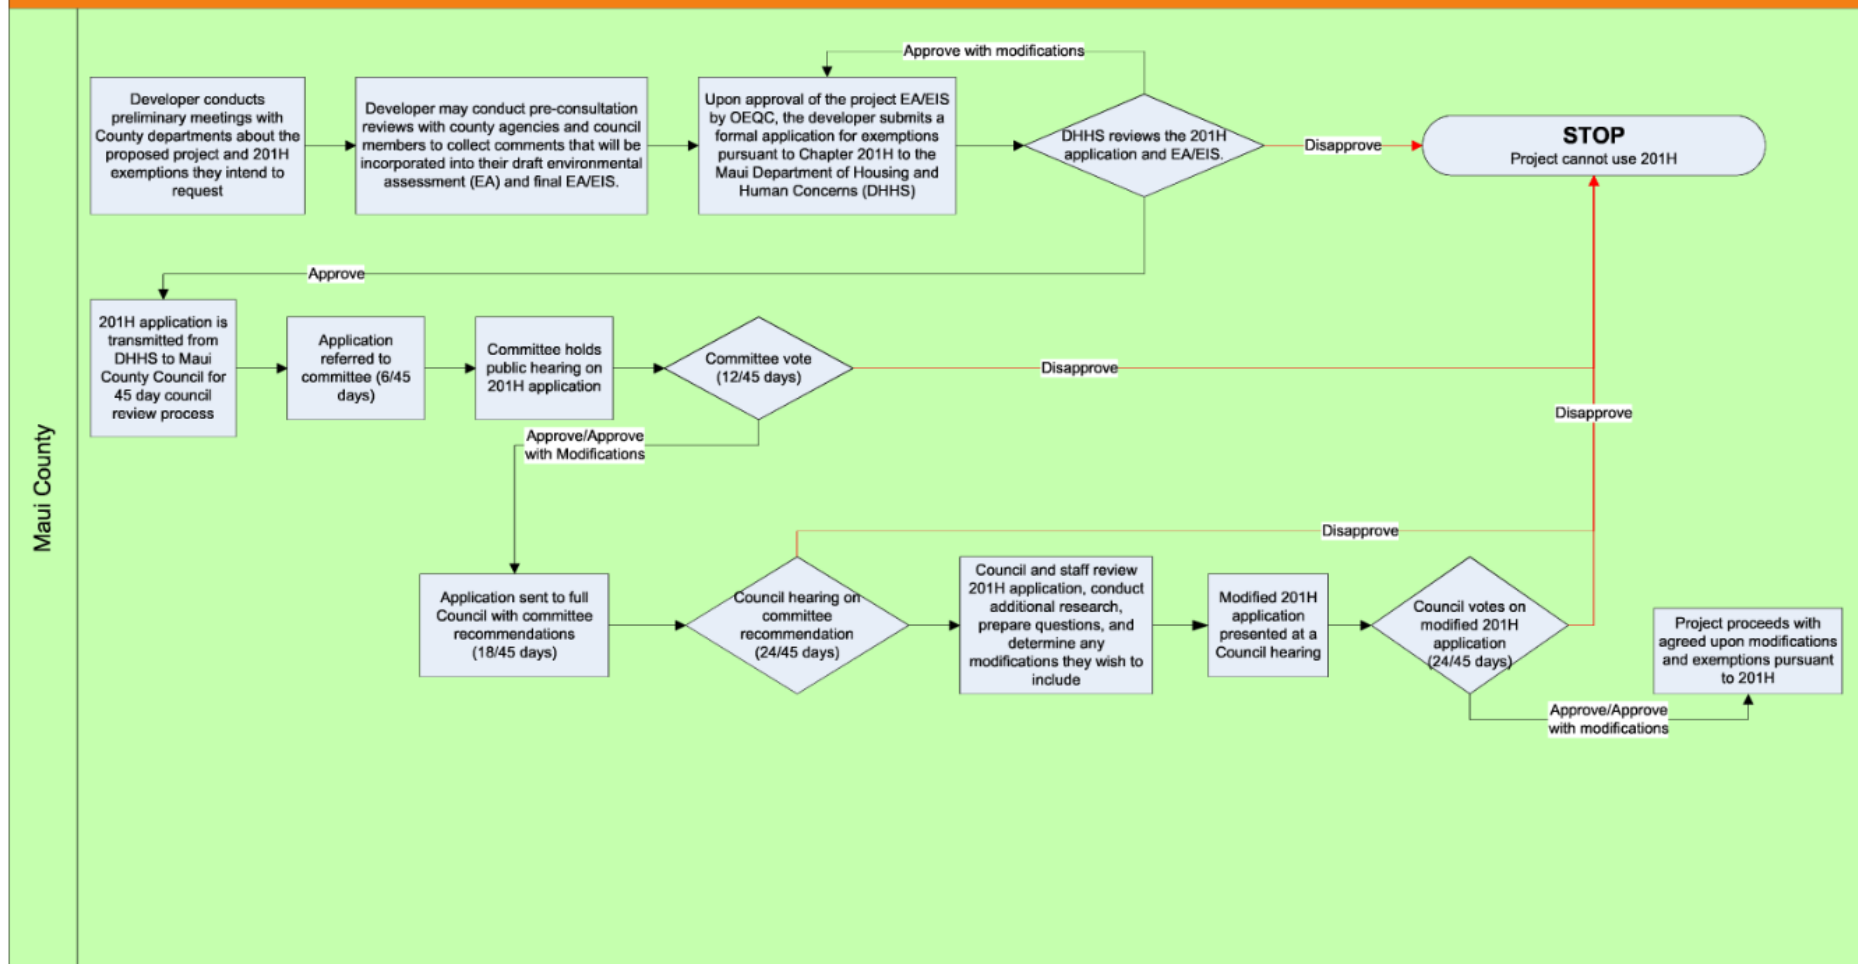 Maui County
Developer conducts
preliminary meetings with
County departments about the
proposed project and 201H
exemptions they intend to
request
Developer may conduct pre-consultation
reviews with county agencies and council
members to collect comments that will be
incorporated into their draft environmental
assessment (EA) and final EA/EIS.
Approve with modifications
Upon approval of the project EA/EIS
by OEQC, the developer submits a
formal application for exemptions
pursuant to Chapter 201H to the
Maui Department of Housing and
Human Concerns (DHHS)
DHHS reviews the 201H
application and EA/EIS.
Disapprove
STOP
Project cannot use 201H
Approve
201H application is
transmitted from
DHHS to Maui
County Council for
45 day council
review process
Application
referred to
committee (6/45
days)
Committee holds
public hearing on
201H application
Committee vote
(12/45 days)
Disapprove
Disapprove
Approve/Approve
with Modifications
Disapprove
Application sent to full
Council with committee
recommendations
(18/45 days)
Council hearing on
committee
recommendation
(24/45 days)
Council and staff review
201H application, conduct
additional research,
prepare questions, and
determine any
modifications they wish to
include
Modified 201H
application
presented at a
Council hearing
Council votes on
modified 201H
application
(24/45 days)
Project proceeds with
agreed upon modifications
and exemptions pursuant
to 201H
Approve/Approve
with modifications